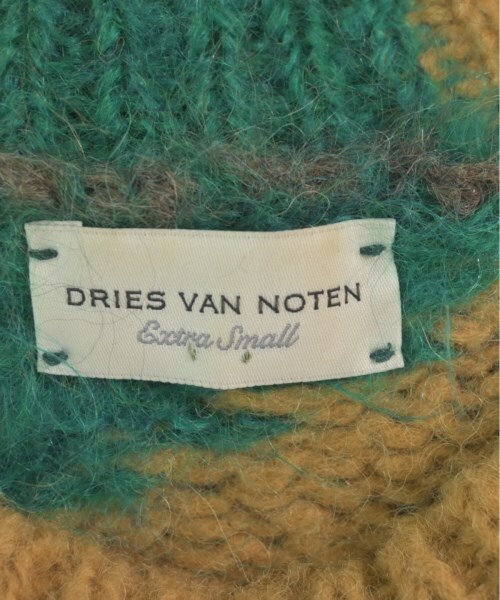 DRIES VAN NOTEN
Extra Small